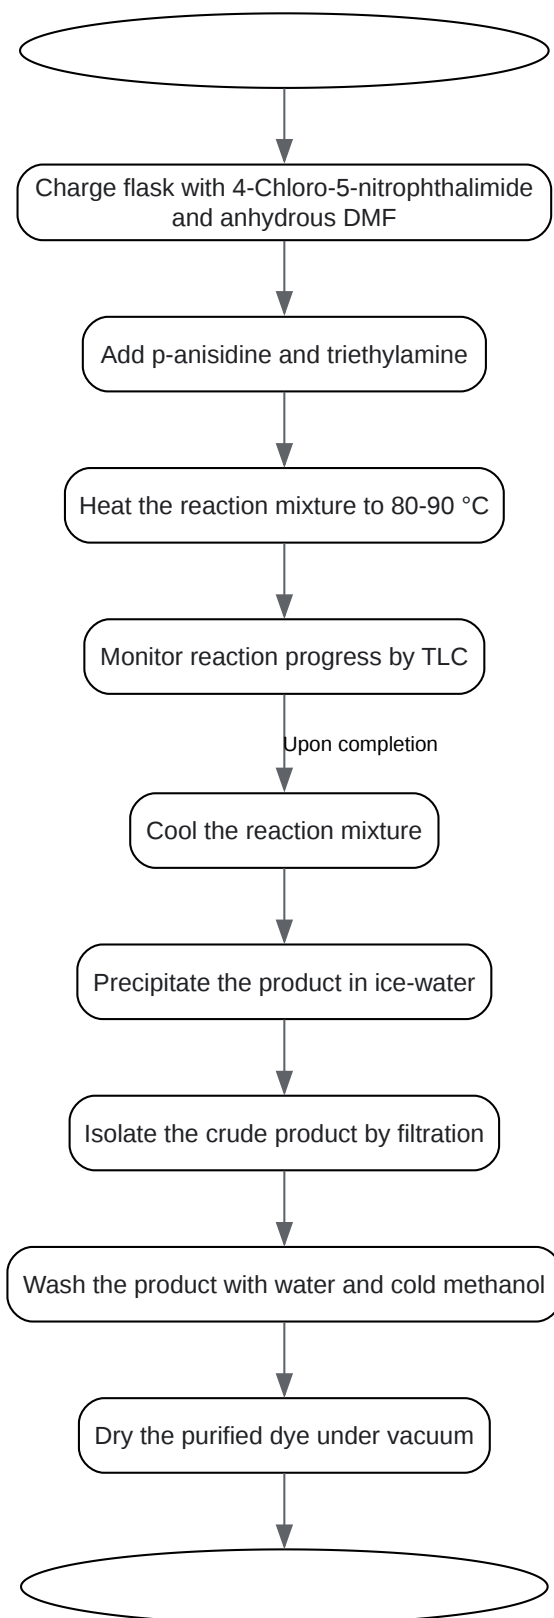 Charge flask with 4-Chloro-5-nitrophthalimide
and anhydrous DMF
Add p-anisidine and triethylamine
Heat the reaction mixture to 80-90 °C
Monitor reaction progress by TLC
Upon completion
Cool the reaction mixture
Precipitate the product in ice-water
Isolate the crude product by filtration
Wash the product with water and cold methanol
Dry the purified dye under vacuum